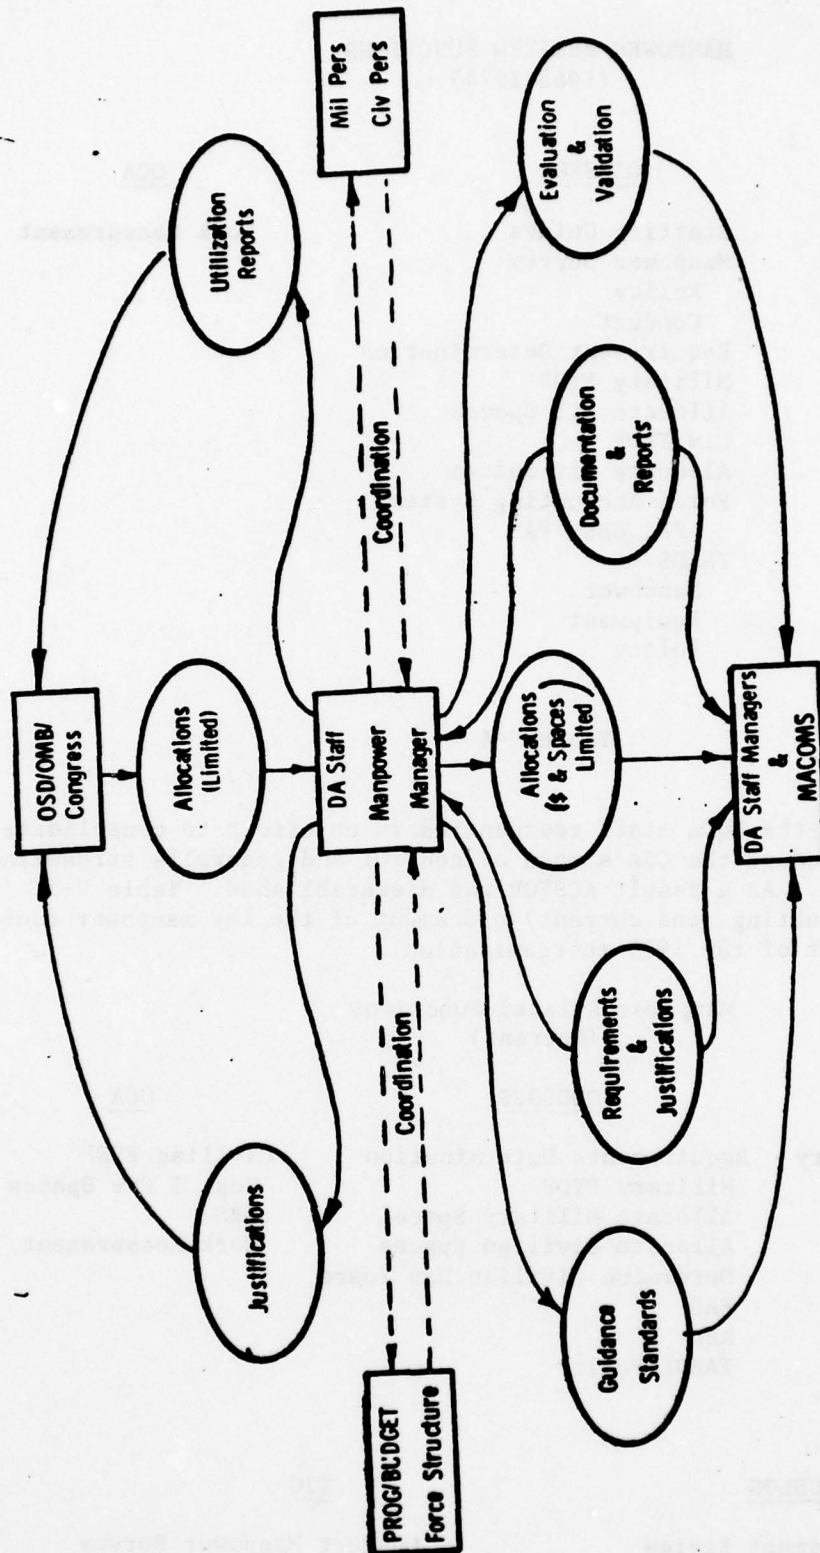 OSD/OMB/
Congress
Justifications
Allocations
(Limited)
Utilization
Reports
PROG/BUDGET
Force Structure
Coordination
DA Staff
Manpower
Manager
Coordination
Mil Pers
Civ Pers
Guidance
Standards
Requirements
&
Justifications
Allocations
($ & Spaces)
Limited
Documentation
&
Reports
Evaluation
&
Validation
DA Staff Managers
&
MACOMS